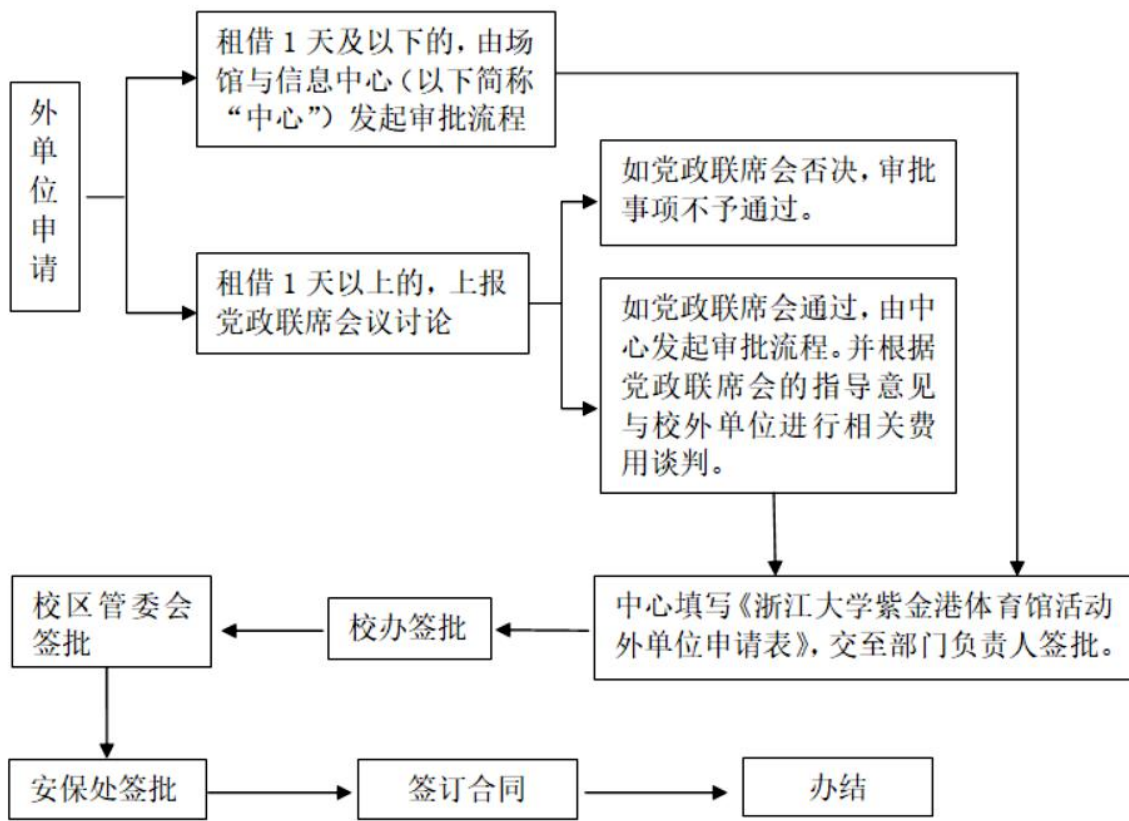 外单位申请
租借 1 天及以下的，由场
馆与信息中心（以下简称
“中心”）发起审批流程
如党政联席会否决，审批
事项不予通过。
租借 1 天以上的，上报
党政联席会议讨论
如党政联席会通过，由中
心发起审批流程。并根据
党政联席会的指导意见
与校外单位进行相关费
用谈判。
中心填写《浙江大学紫金港体育馆活动
外单位申请表》，交至部门负责人签批。
校办签批
校区管委会
签批
安保处签批
签订合同
办结